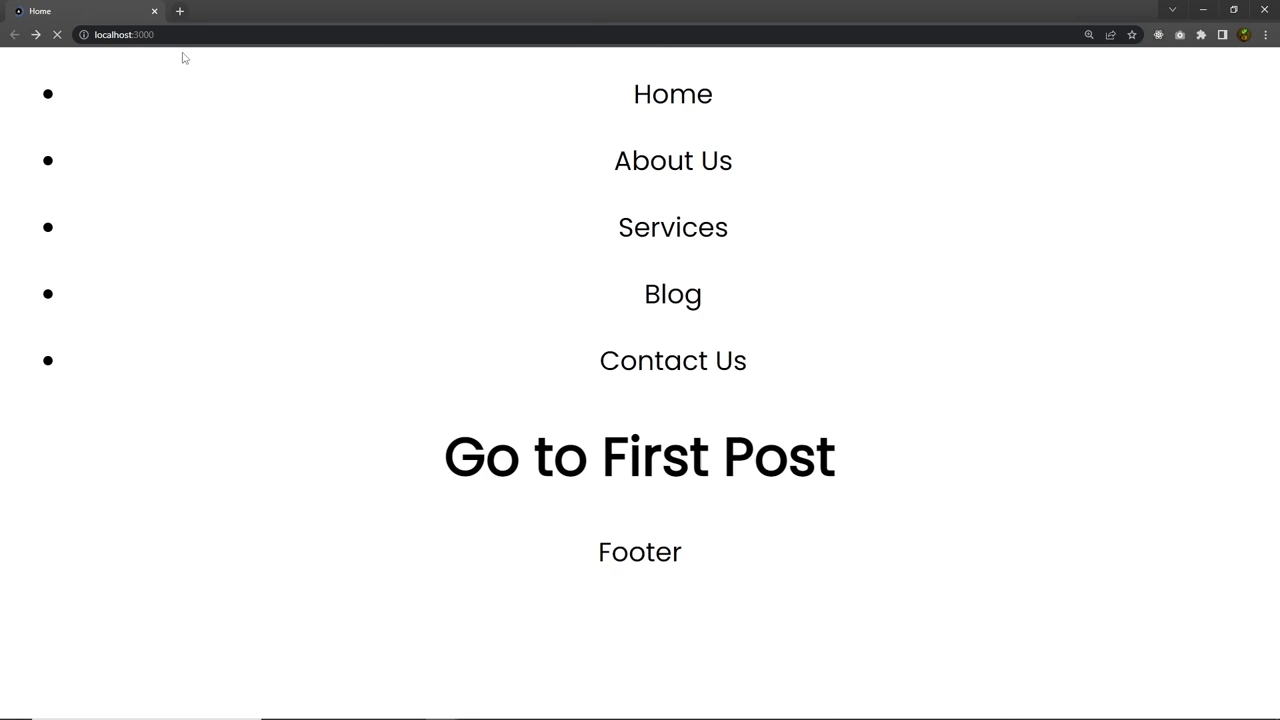 Home
localhost:3000
Home
About Us
Services
Blog
Contact Us
Go to First Post
Footer